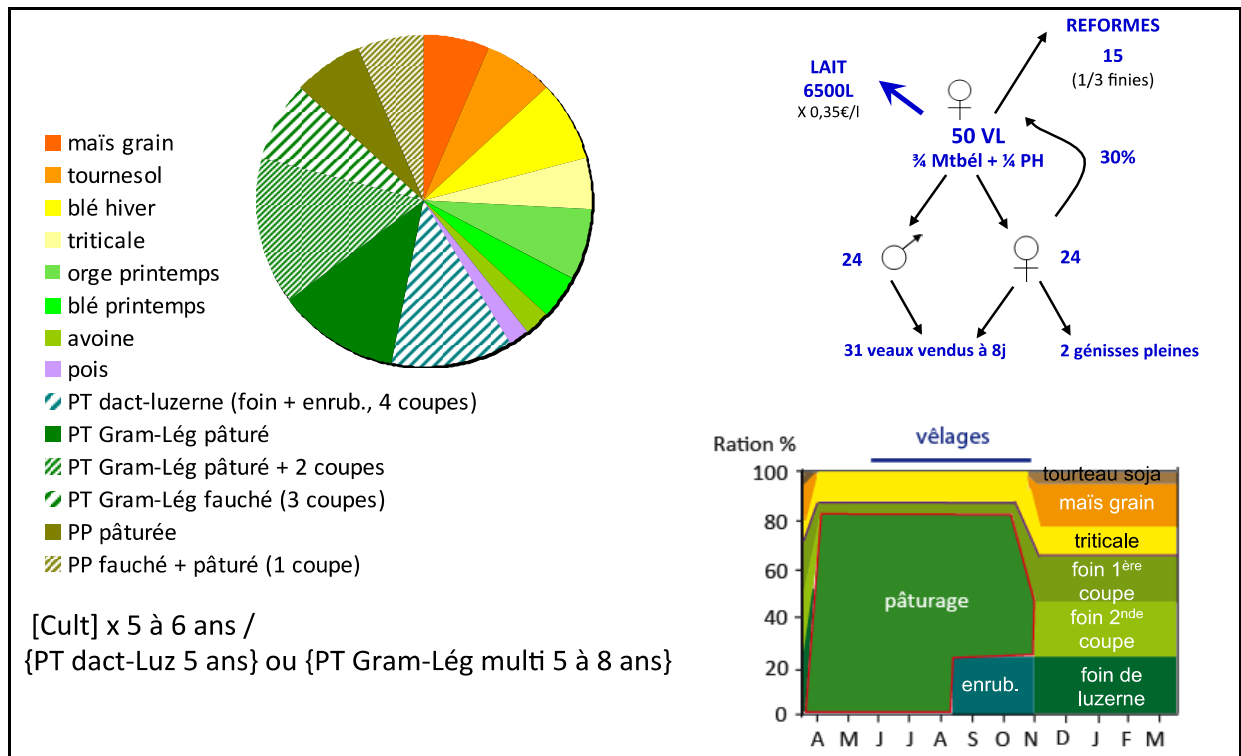 maïs grain
tournesol
blé hiver
triticale
orge printemps
blé printemps
avoine
pois
PT dact-luzerne (foin + enrub., 4 coupes)
PT Gram-Lég pâturé
PT Gram-Lég pâturé + 2 coupes
PT Gram-Lég fauché (3 coupes)
PP pâturée
PP fauché + pâturé (1 coupe)
[Cult] x 5 à 6 ans /
{PT dact-Luz 5 ans} ou {PT Gram-Lég multi 5 à 8 ans}
REFORMES
15
(1/3 finies)
LAIT
6500L
X 0,35€/l
50 VL
¾ Mtbél + ¼ PH
30%
24
24
31 veaux vendus à 8j
2 génisses pleines
vêlages
Ration %
100
80
60
40
20
0
tourteau soja
maïs grain
triticale
foin 1ère
coupe
foin 2nde
coupe
foin de
luzerne
pâturage
enrub.
A M J J A S O N D J F M